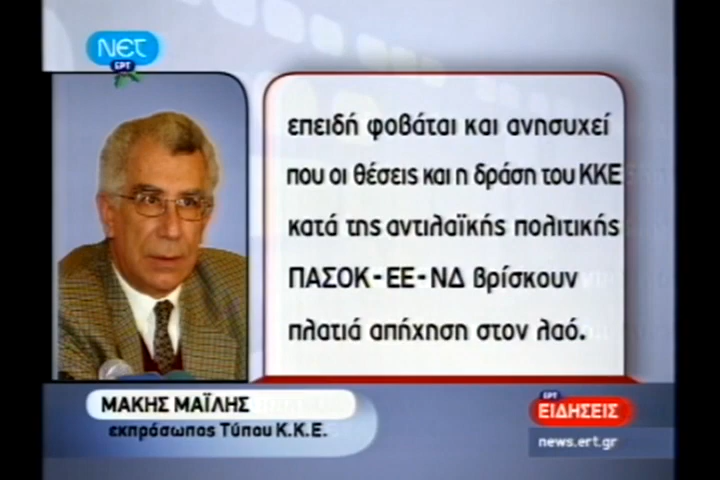 NET
ΕΡΤ
επειδή φοβάται και ανησυχεί
που οι θέσεις και η δράση του ΚΚΕ
κατά της αντιλαϊκής πολιτικής
ΠΑΣΟΚ-ΕΕ-ΝΔ βρίσκουν
πλατιά απήχηση στον λαό.
ΜΑΚΗΣ ΜΑΪΛΗΣ
εκπρόσωπος Τύπου Κ.Κ.Ε.
ΕΡΤ
ΕΙΔΗΣΕΙΣ
news.ert.gr